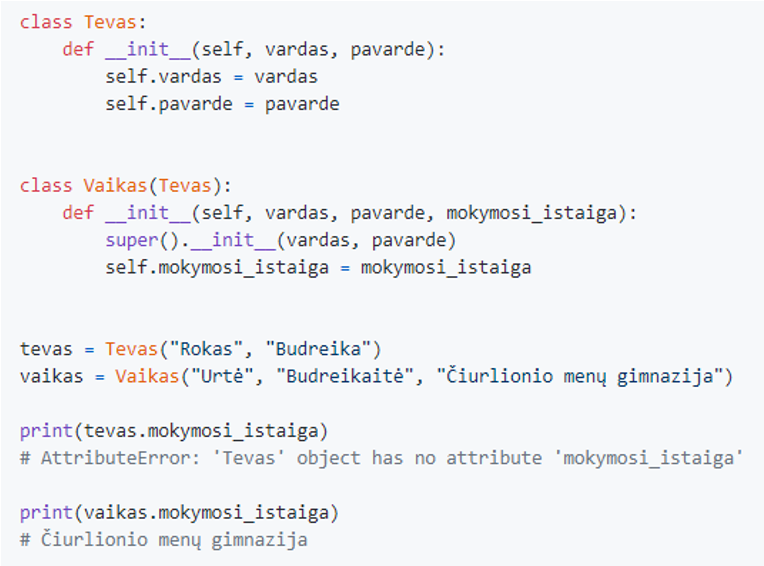 class Tevas:
    def __init__(self, vardas, pavarde):
        self.vardas = vardas
        self.pavarde = pavarde
class Vaikas(Tevas):
    def __init__(self, vardas, pavarde, mokymosi_istaiga):
        super().__init__(vardas, pavarde)
        self.mokymosi_istaiga = mokymosi_istaiga
tevas = Tevas("Rokas", "Budreika")
vaikas = Vaikas("Urtė", "Budreikaitė", "Čiurlionio menų gimnazija")
print(tevas.mokymosi_istaiga)
# AttributeError: 'Tevas' object has no attribute 'mokymosi_istaiga'
print(vaikas.mokymosi_istaiga)
# Čiurlionio menų gimnazija